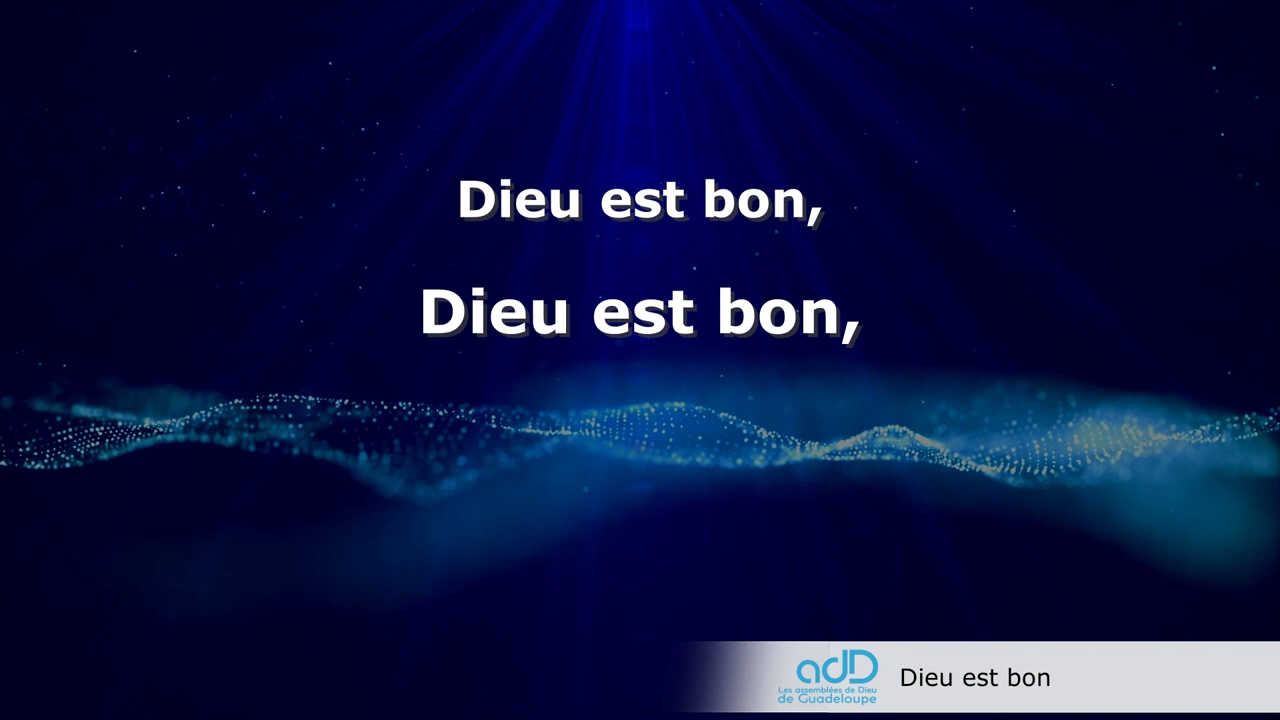 Dieu est bon,
Dieu est bon,
adD
Les assemblées de Dieu
de Guadeloupe
Dieu est bon